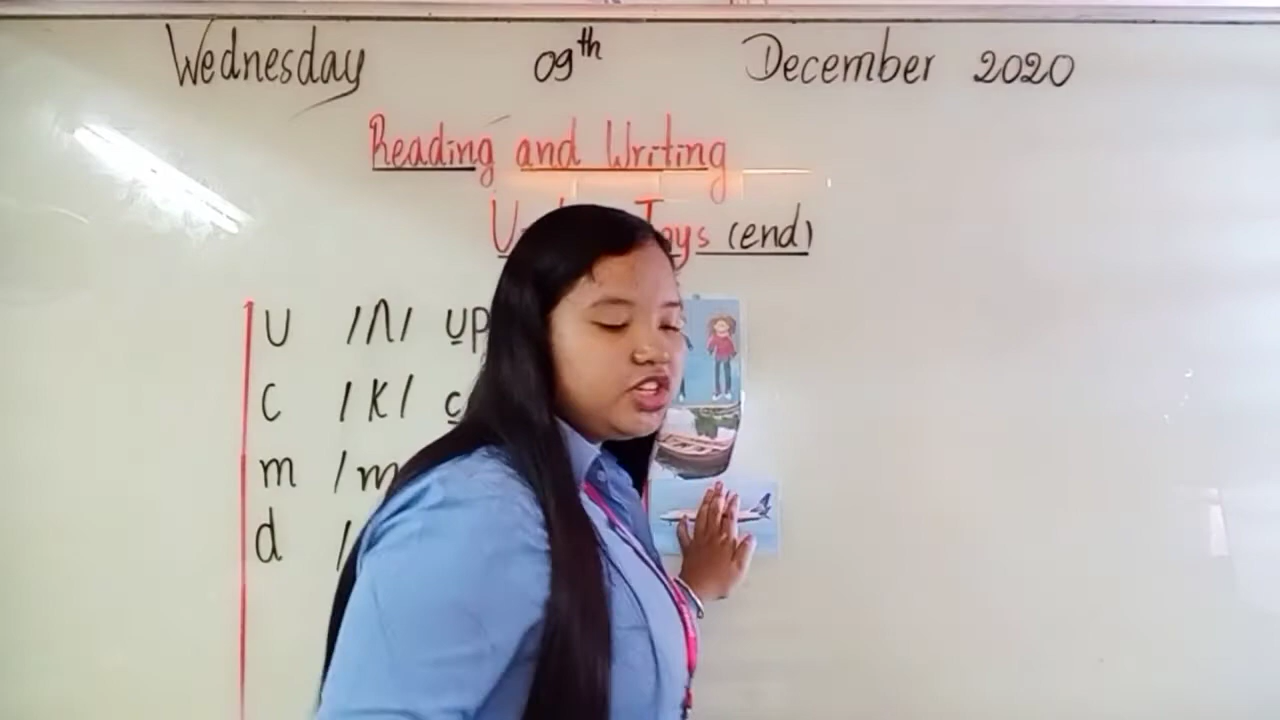 Wednesday 09th December 2020
Reading and Writing
Toys (end)
U /ʌ/ up
c /k/ c
m /m
d /